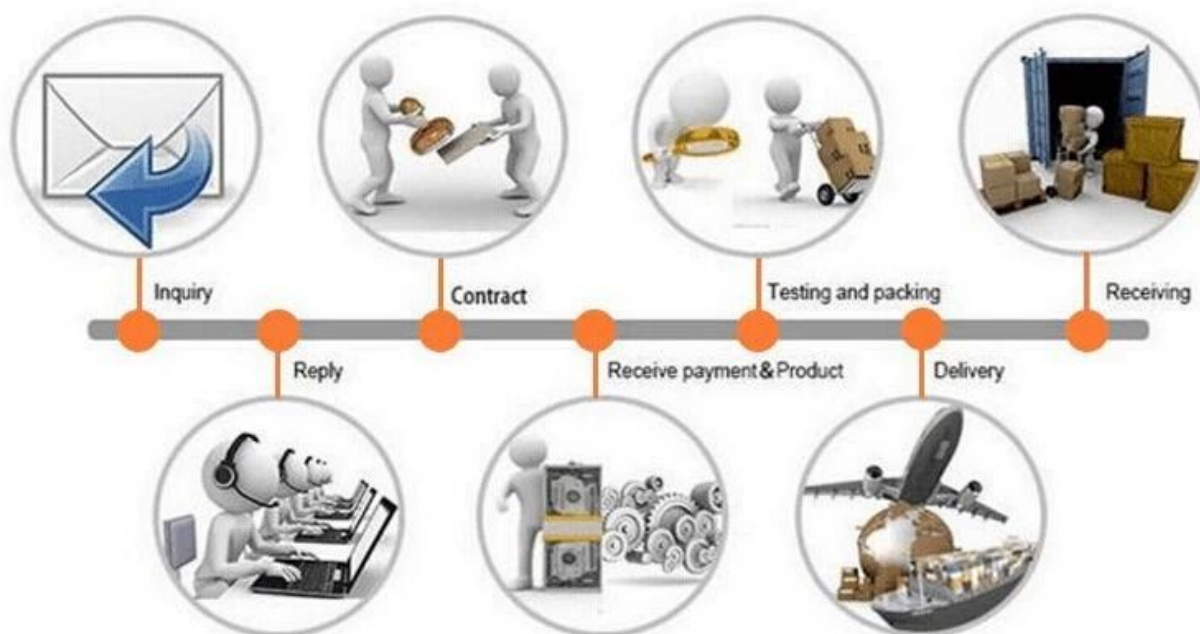 Inquiry
Reply
Contract
Receive payment&Product
Testing and packing
Delivery
Receiving